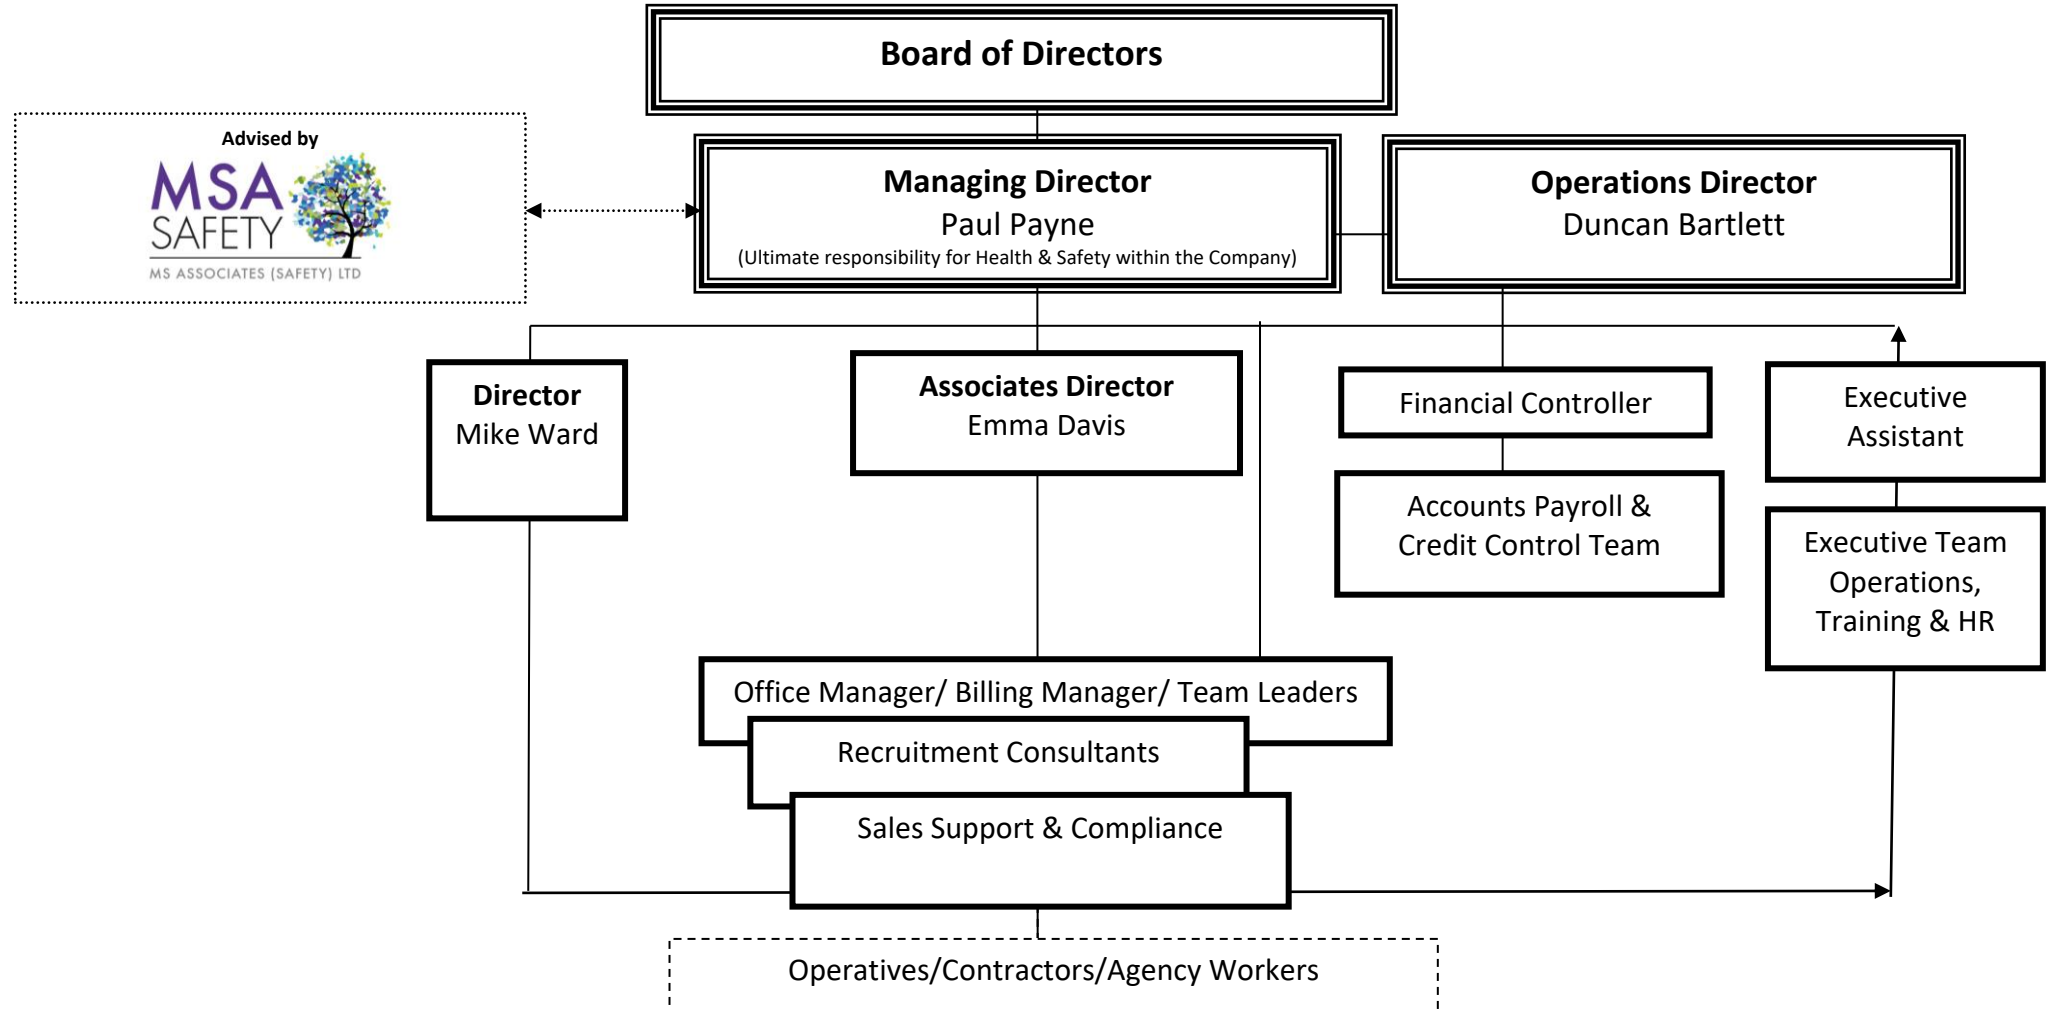 Board of Directors
Advised by
MSA
SAFETY
MS ASSOCIATES (SAFETY) LTD
Managing Director
Paul Payne
(Ultimate responsibility for Health & Safety within the Company)
Operations Director
Duncan Bartlett
Director
Mike Ward
Associates Director
Emma Davis
Financial Controller
Executive
Assistant
Accounts Payroll &
Credit Control Team
Executive Team
Operations,
Training & HR
Office Manager/ Billing Manager/ Team Leaders
Recruitment Consultants
Sales Support & Compliance
Operatives/Contractors/Agency Workers